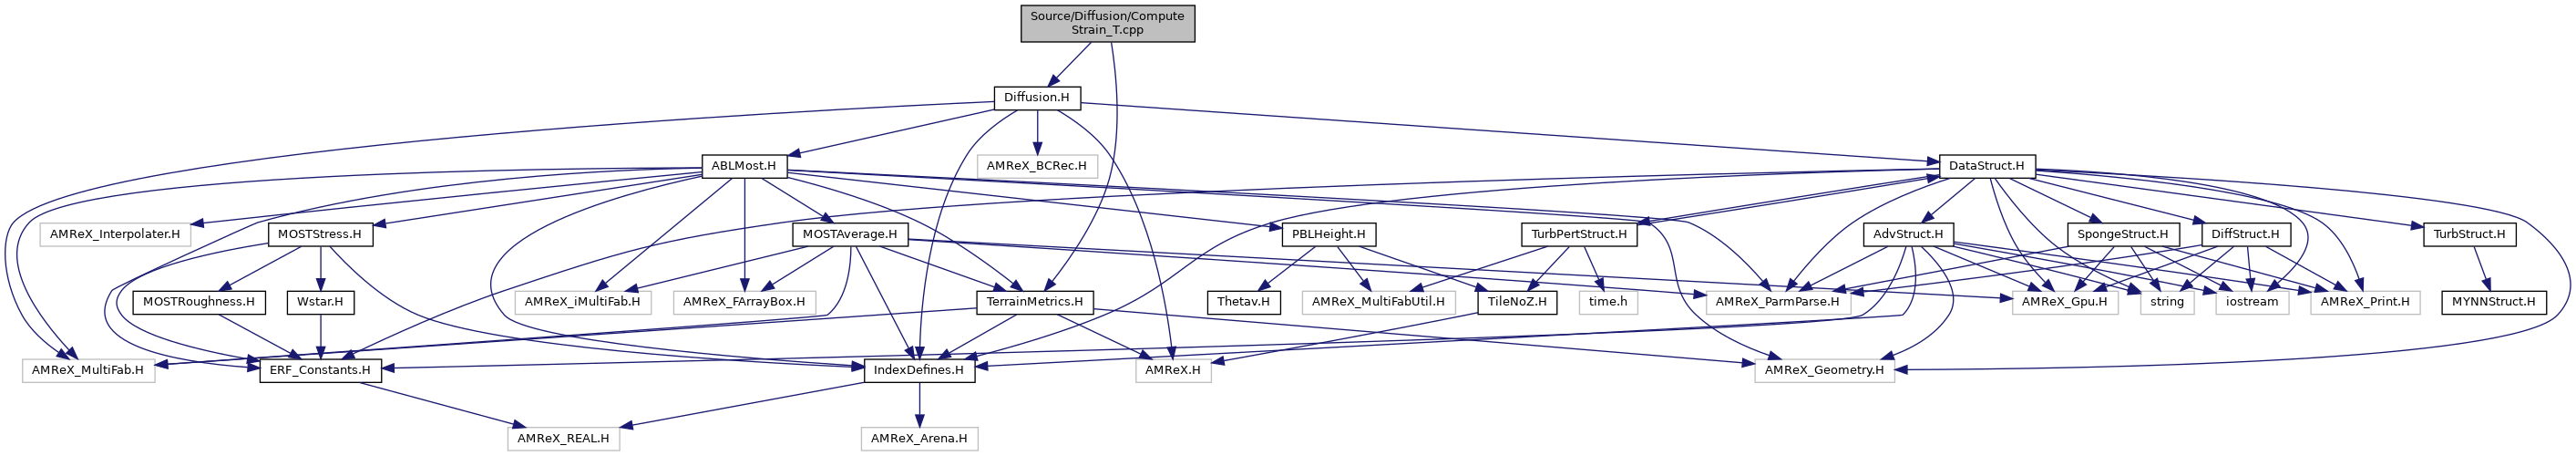 Source/Diffusion/Compute
Strain_T.cpp
Diffusion.H
ABLMost.H
AMReX_BCRec.H
DataStruct.H
AMReX_Interpolater.H
MOSTStress.H
MOSTAverage.H
PBLHeight.H
TurbPertStruct.H
AdvStruct.H
SpongeStruct.H
DiffStruct.H
TurbStruct.H
MOSTRoughness.H
Wstar.H
AMReX_iMultiFab.H
AMReX_FArrayBox.H
TerrainMetrics.H
Thetav.H
AMReX_MultiFabUtil.H
TileNoZ.H
time.h
AMReX_ParmParse.H
AMReX_Gpu.H
string
iostream
AMReX_Print.H
MYNNStruct.H
AMReX_MultiFab.H
ERF_Constants.H
IndexDefines.H
AMReX.H
AMReX_Geometry.H
AMReX_REAL.H
AMReX_Arena.H